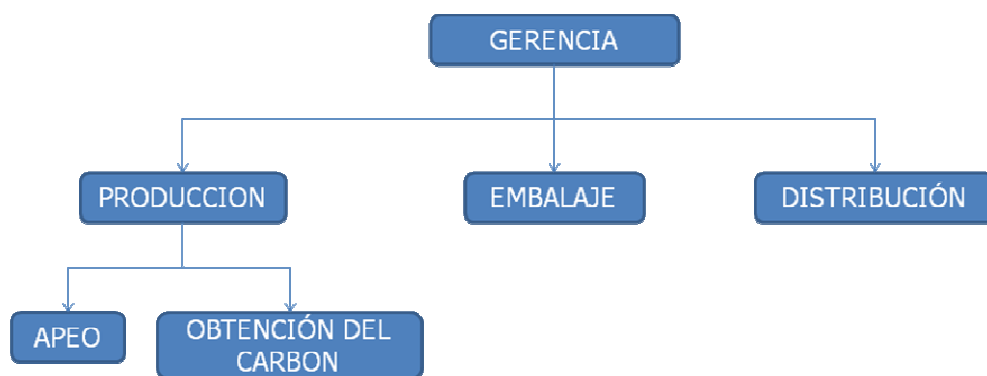 GERENCIA
PRODUCCION
EMBALAJE
DISTRIBUCIÓN
APEO
OBTENCIÓN DEL
CARBON